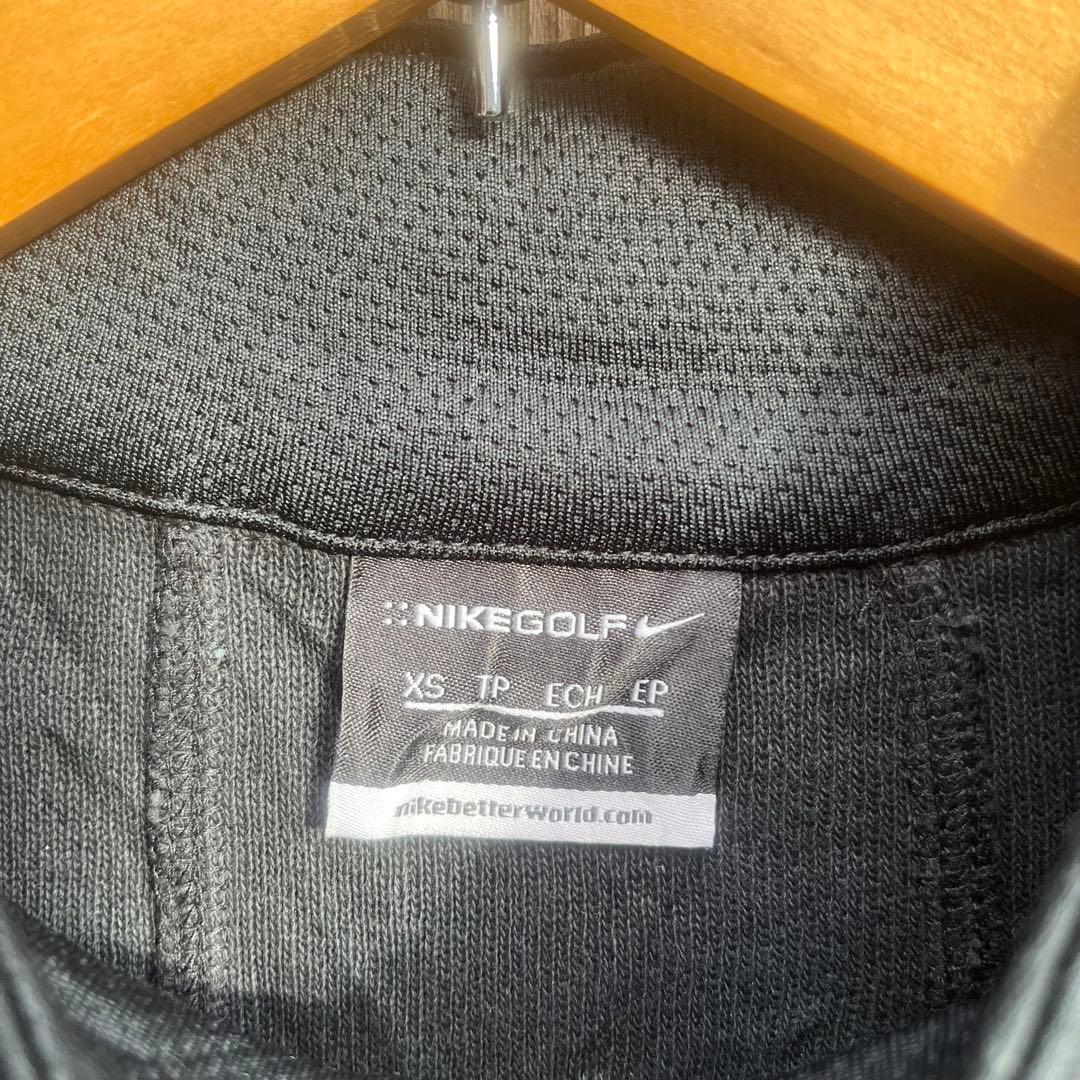 NIKEGOLF
XS TP ECH EP
MADE IN CHINA
FABRIQUE EN CHINE
nikebetterworld.com